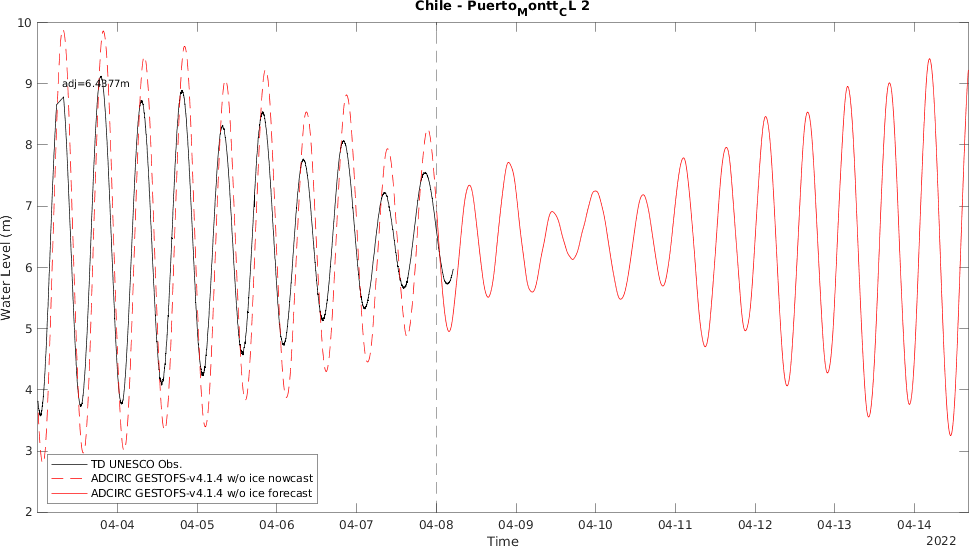 Chile - PuertoMonttCL 2
10
9
8
7
6
5
4
3
2
Water Level (m)
adj=6.4377m
TD UNESCO Obs.
ADCIRC GESTOFS-v4.1.4 w/o ice nowcast
ADCIRC GESTOFS-v4.1.4 w/o ice forecast
04-04 04-05 04-06 04-07 04-08 04-09 04-10 04-11 04-12 04-13 04-14
Time
2022